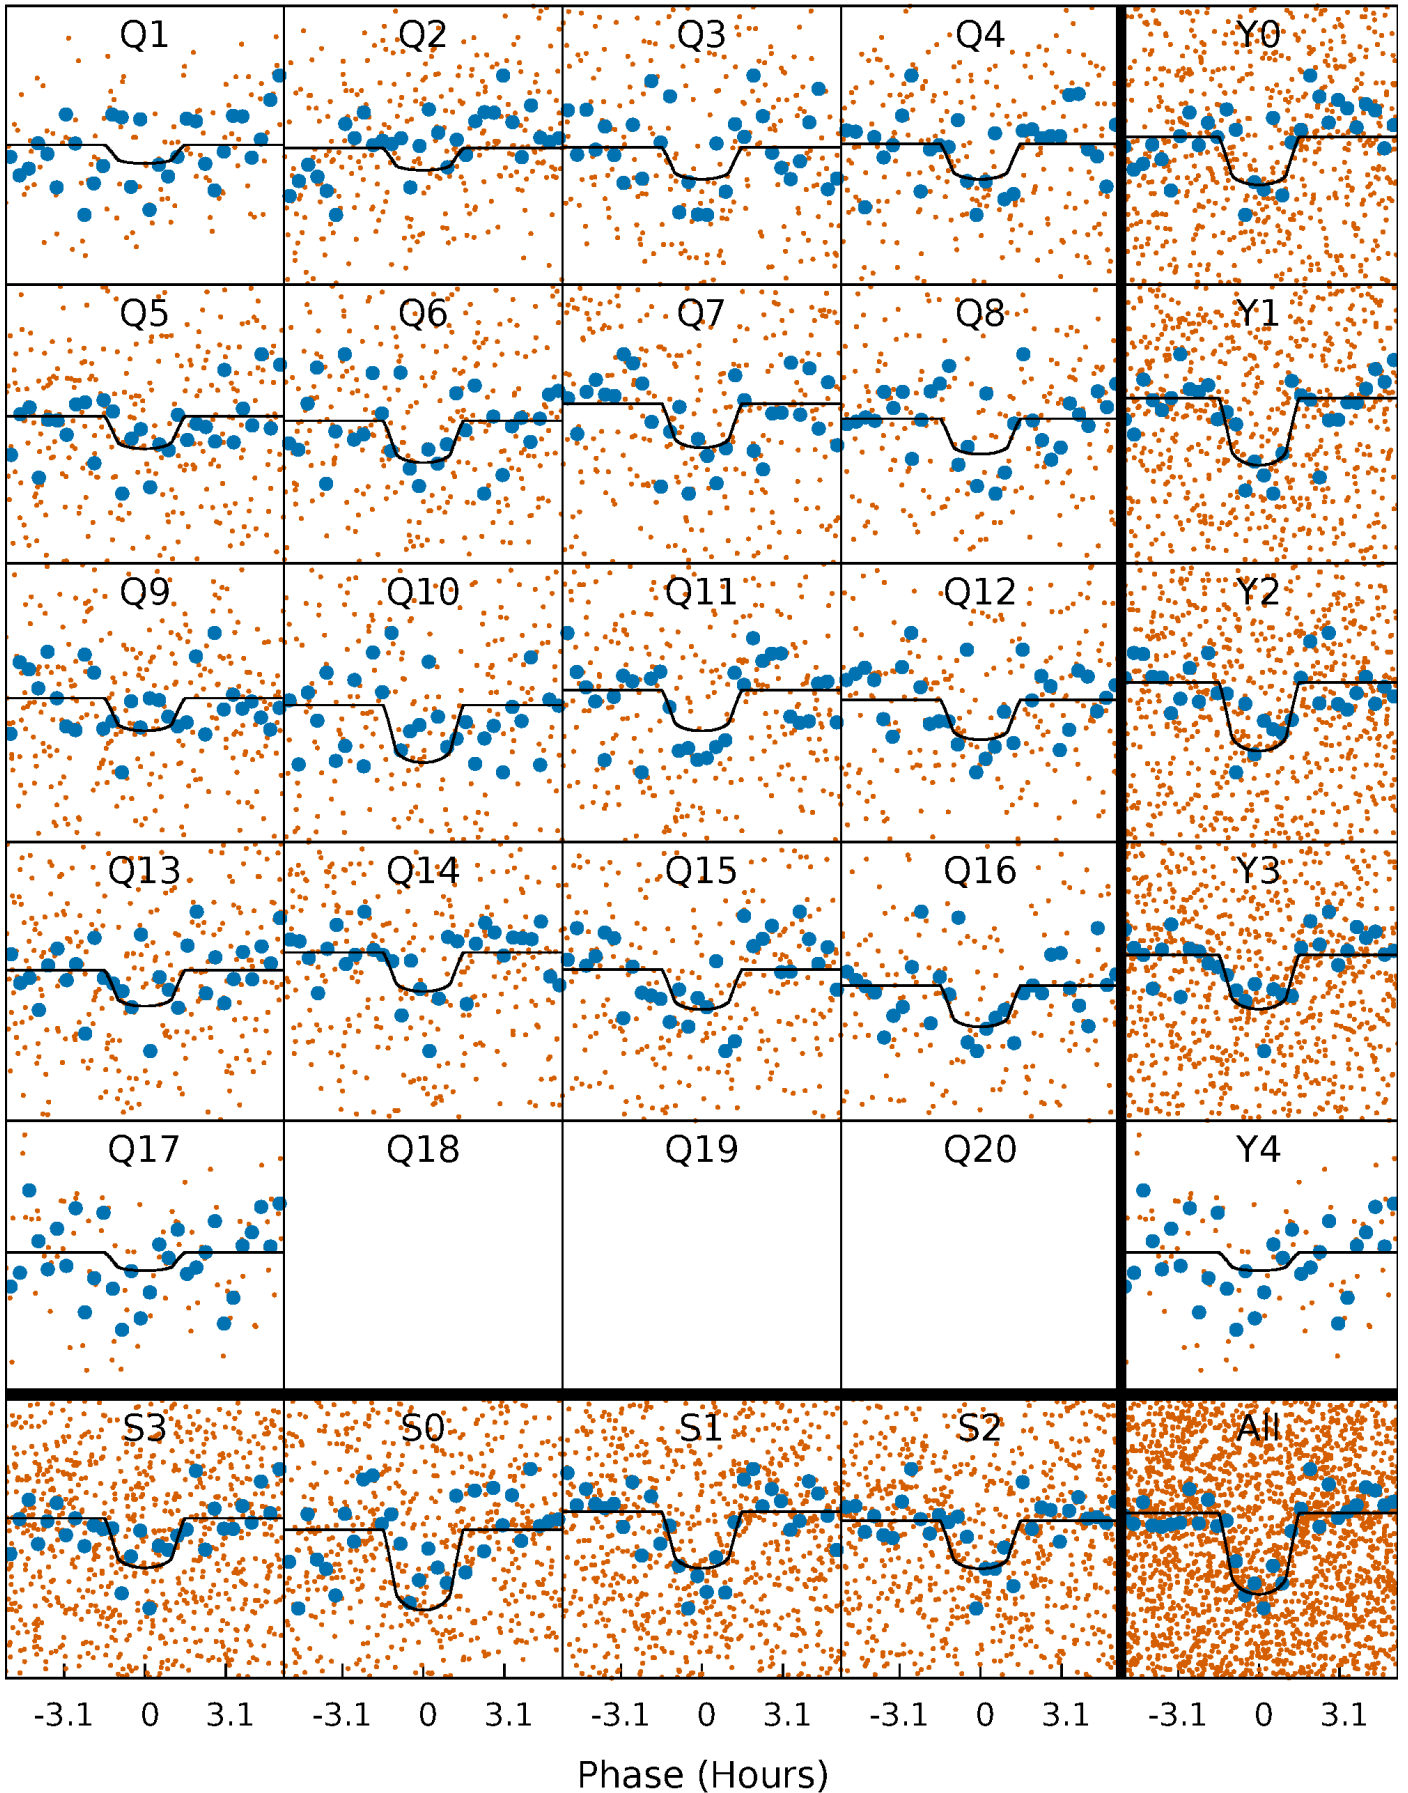 Q1 Q2 Q3 Q4 Y0
Q5 Q6 Q7 Q8 Y1
Q9 Q10 Q11 Q12 Y2
Q13 Q14 Q15 Q16 Y3
Q17 Q18 Q19 Q20 Y4
S3 S0 S1 S2 All
-3.1 0 3.1 -3.1 0 3.1 -3.1 0 3.1 -3.1 0 3.1 -3.1 0 3.1
Phase (Hours)